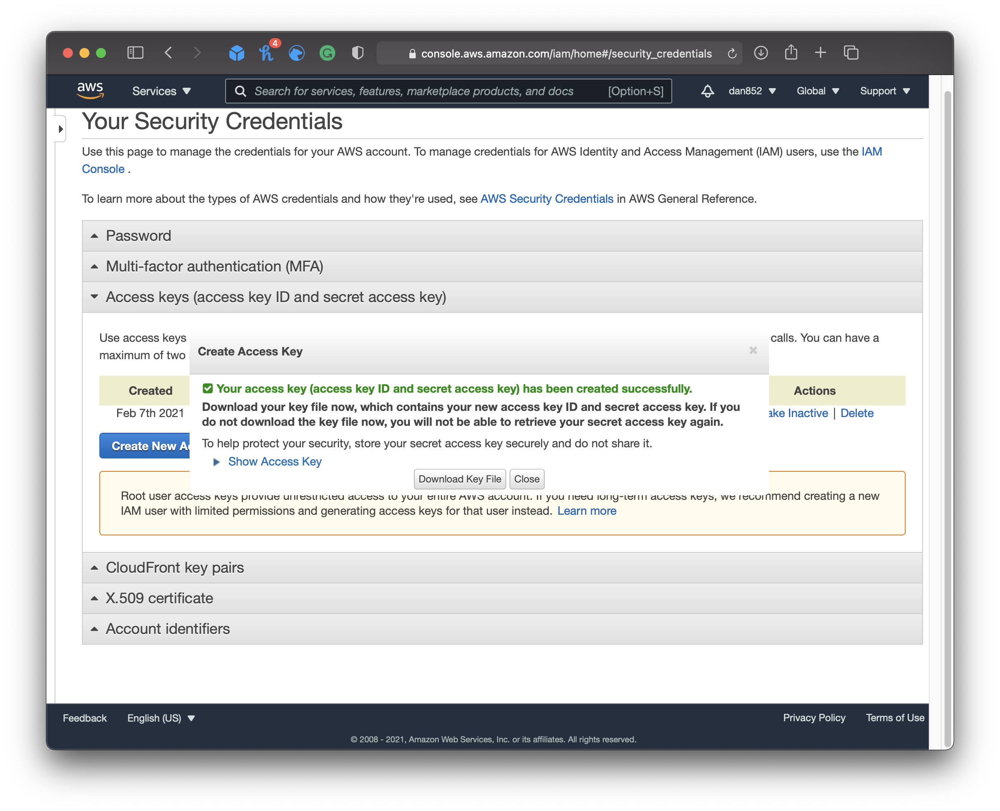 4
console.aws.amazon.com/iam/home#/security_credentials
aws
Services
Search for services, features, marketplace products, and docs
[Option+S]
dan852
Global
Support
Your Security Credentials
Use this page to manage the credentials for your AWS account. To manage credentials for AWS Identity and Access Management (IAM) users, use the IAM
Console .
To learn more about the types of AWS credentials and how they're used, see AWS Security Credentials in AWS General Reference.
Password
Multi-factor authentication (MFA)
Access keys (access key ID and secret access key)
Use access keys
calls. You can have a
maximum of two
Create Access Key
Created
Actions
Feb 7th 2021
ake Inactive | Delete
Create New Ac
Your access key (access key ID and secret access key) has been created successfully.
Download your key file now, which contains your new access key ID and secret access key. If you
do not download the key file now, you will not be able to retrieve your secret access key again.
To help protect your security, store your secret access key securely and do not share it.
Show Access Key
Download Key File
Close
Root user access keys provide unrestricted access to your entire AWS account. If you need long-term access keys, we recommend creating a new
IAM user with limited permissions and generating access keys for that user instead. Learn more
CloudFront key pairs
X.509 certificate
Account identifiers
Feedback
English (US)
Privacy Policy
Terms of Use
© 2008 - 2021, Amazon Web Services, Inc. or its affiliates. All rights reserved.